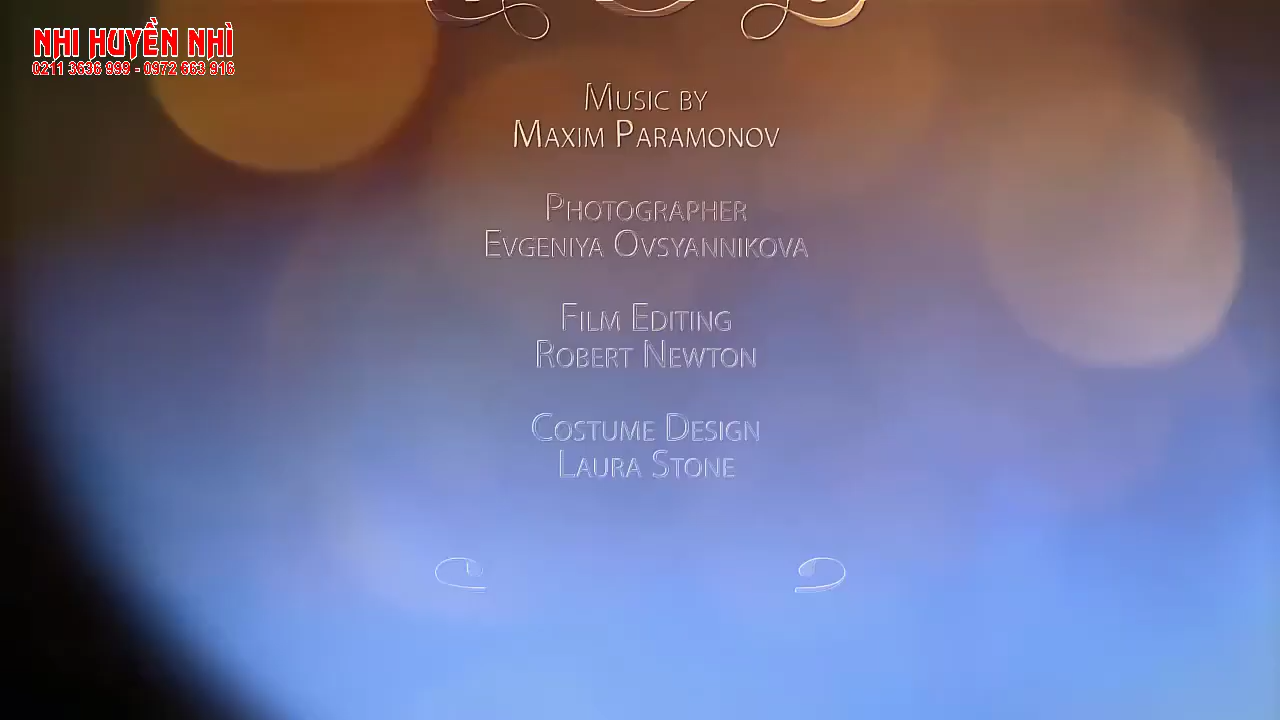 NHI HUYỀN NHÌ
0211 3636 999 - 0972 663 916
Music by
Maxim Paramonov
Photographer
Evgeniya Ovsyannikova
Film Editing
Robert Newton
Costume Design
Laura Stone